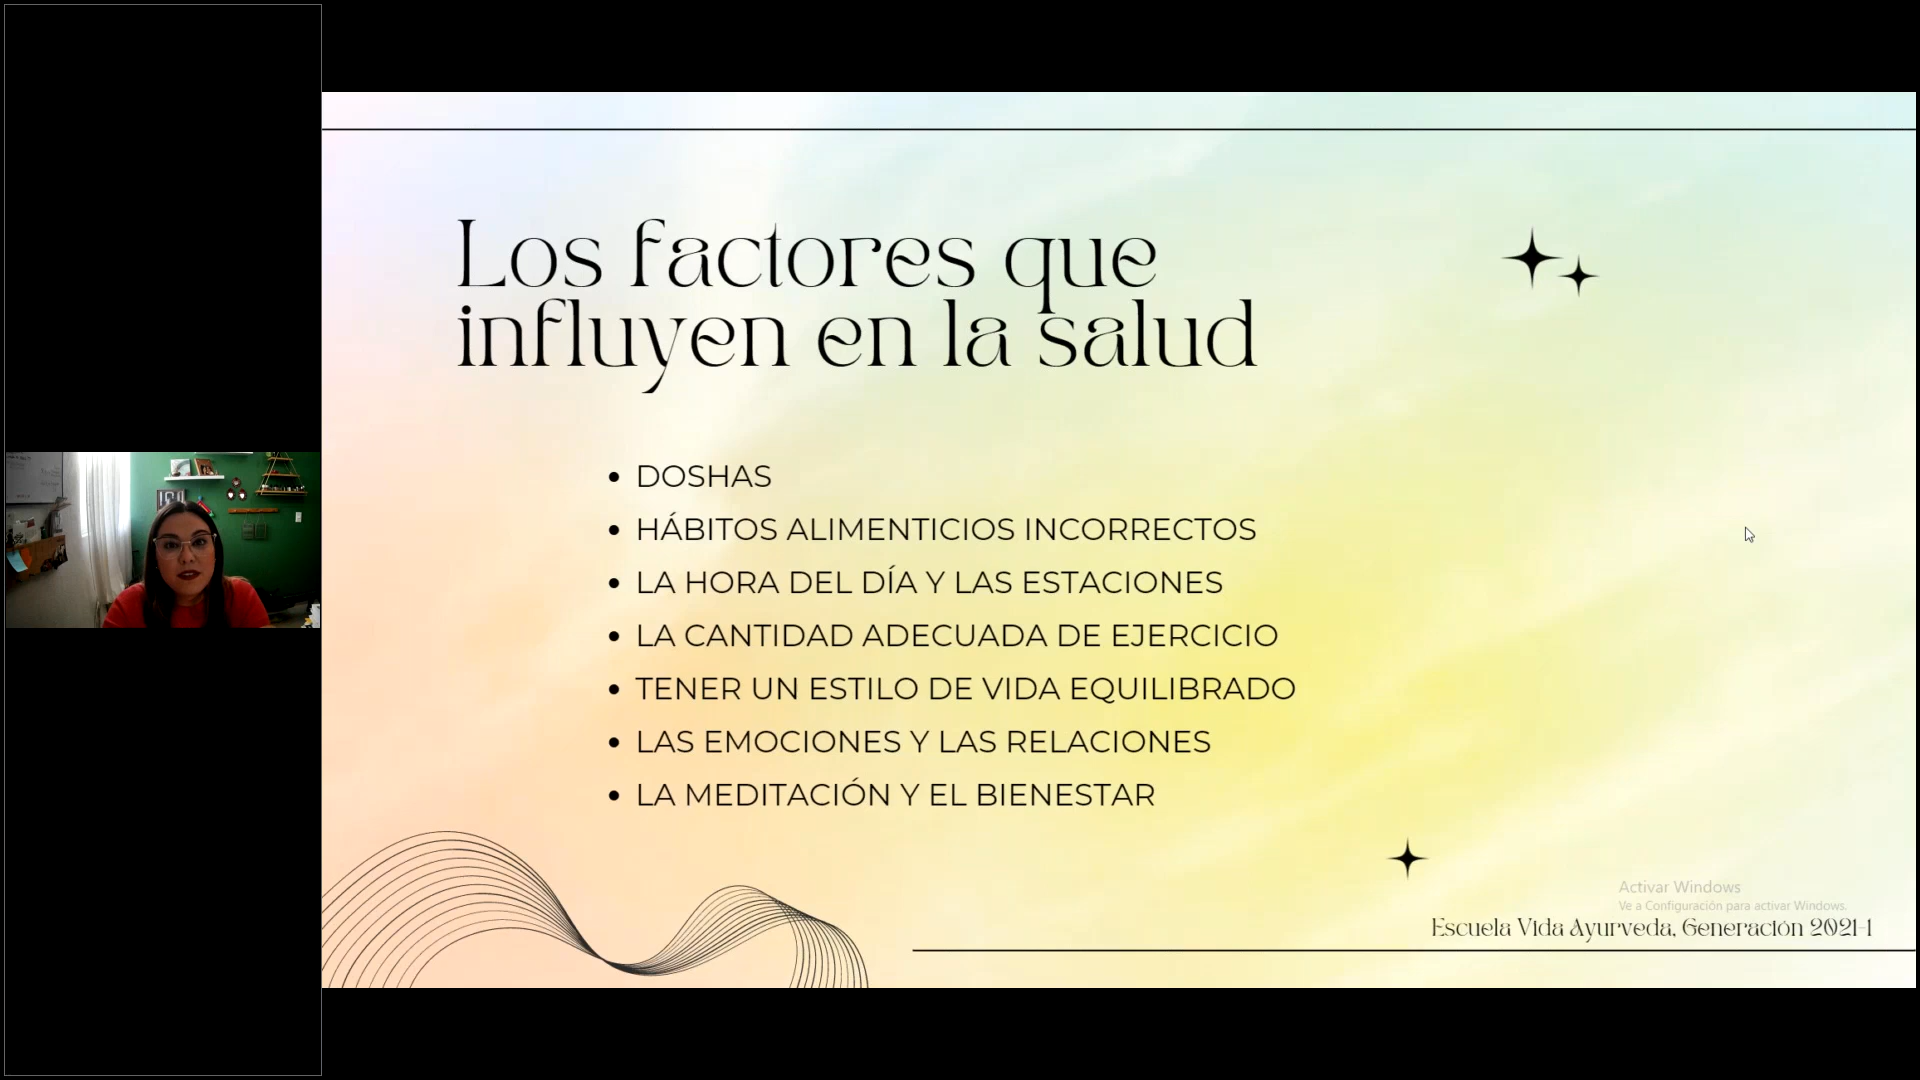 Los factores que
influyen en la salud
• DOSHAS
• HÁBITOS ALIMENTICIOS INCORRECTOS
• LA HORA DEL DÍA Y LAS ESTACIONES
• LA CANTIDAD ADECUADA DE EJERCICIO
• TENER UN ESTILO DE VIDA EQUILIBRADO
• LAS EMOCIONES Y LAS RELACIONES
• LA MEDITACIÓN Y EL BIENESTAR
Activar Windows
Ve a Configuración para activar Windows.
Escuela Vida Ayurveda, Generación 2021-1